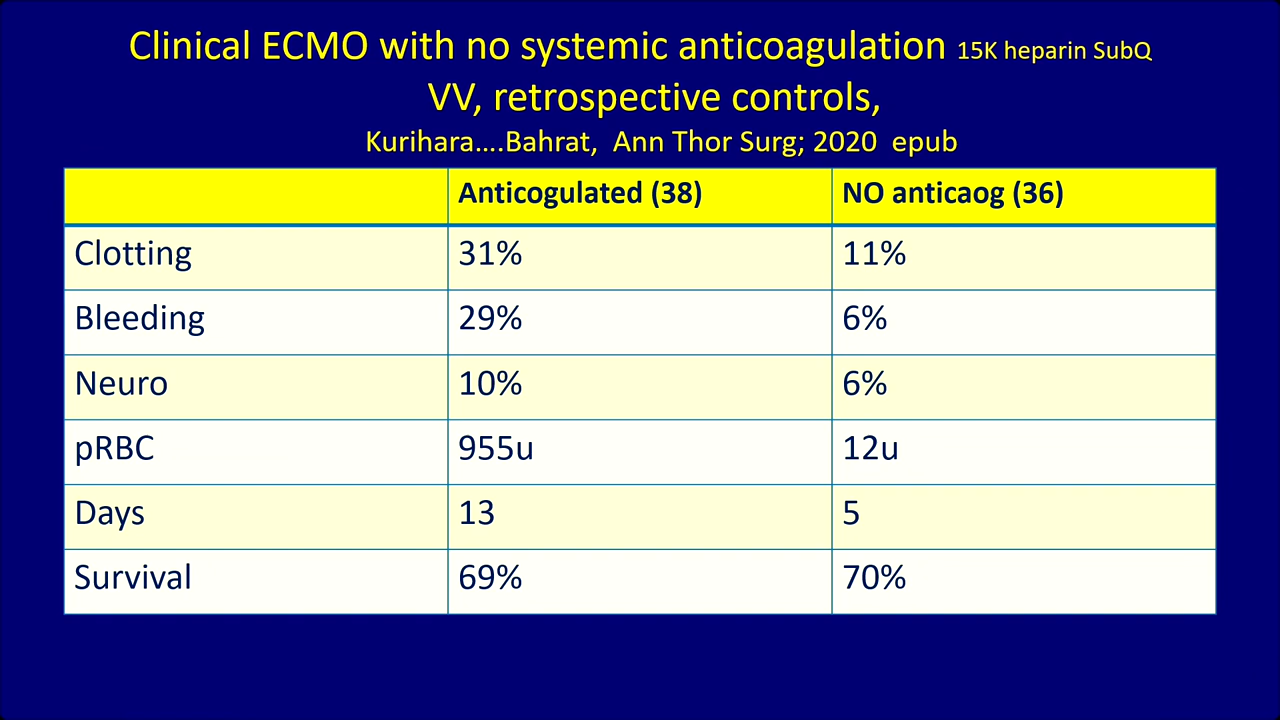 Clinical ECMO with no systemic anticoagulation 15K heparin SubQ
VV, retrospective controls,
Kurihara….Bahrat, Ann Thor Surg; 2020 epub
Anticogulated (38) NO anticaog (36)
Clotting 31% 11%
Bleeding 29% 6%
Neuro 10% 6%
pRBC 955u 12u
Days 13 5
Survival 69% 70%